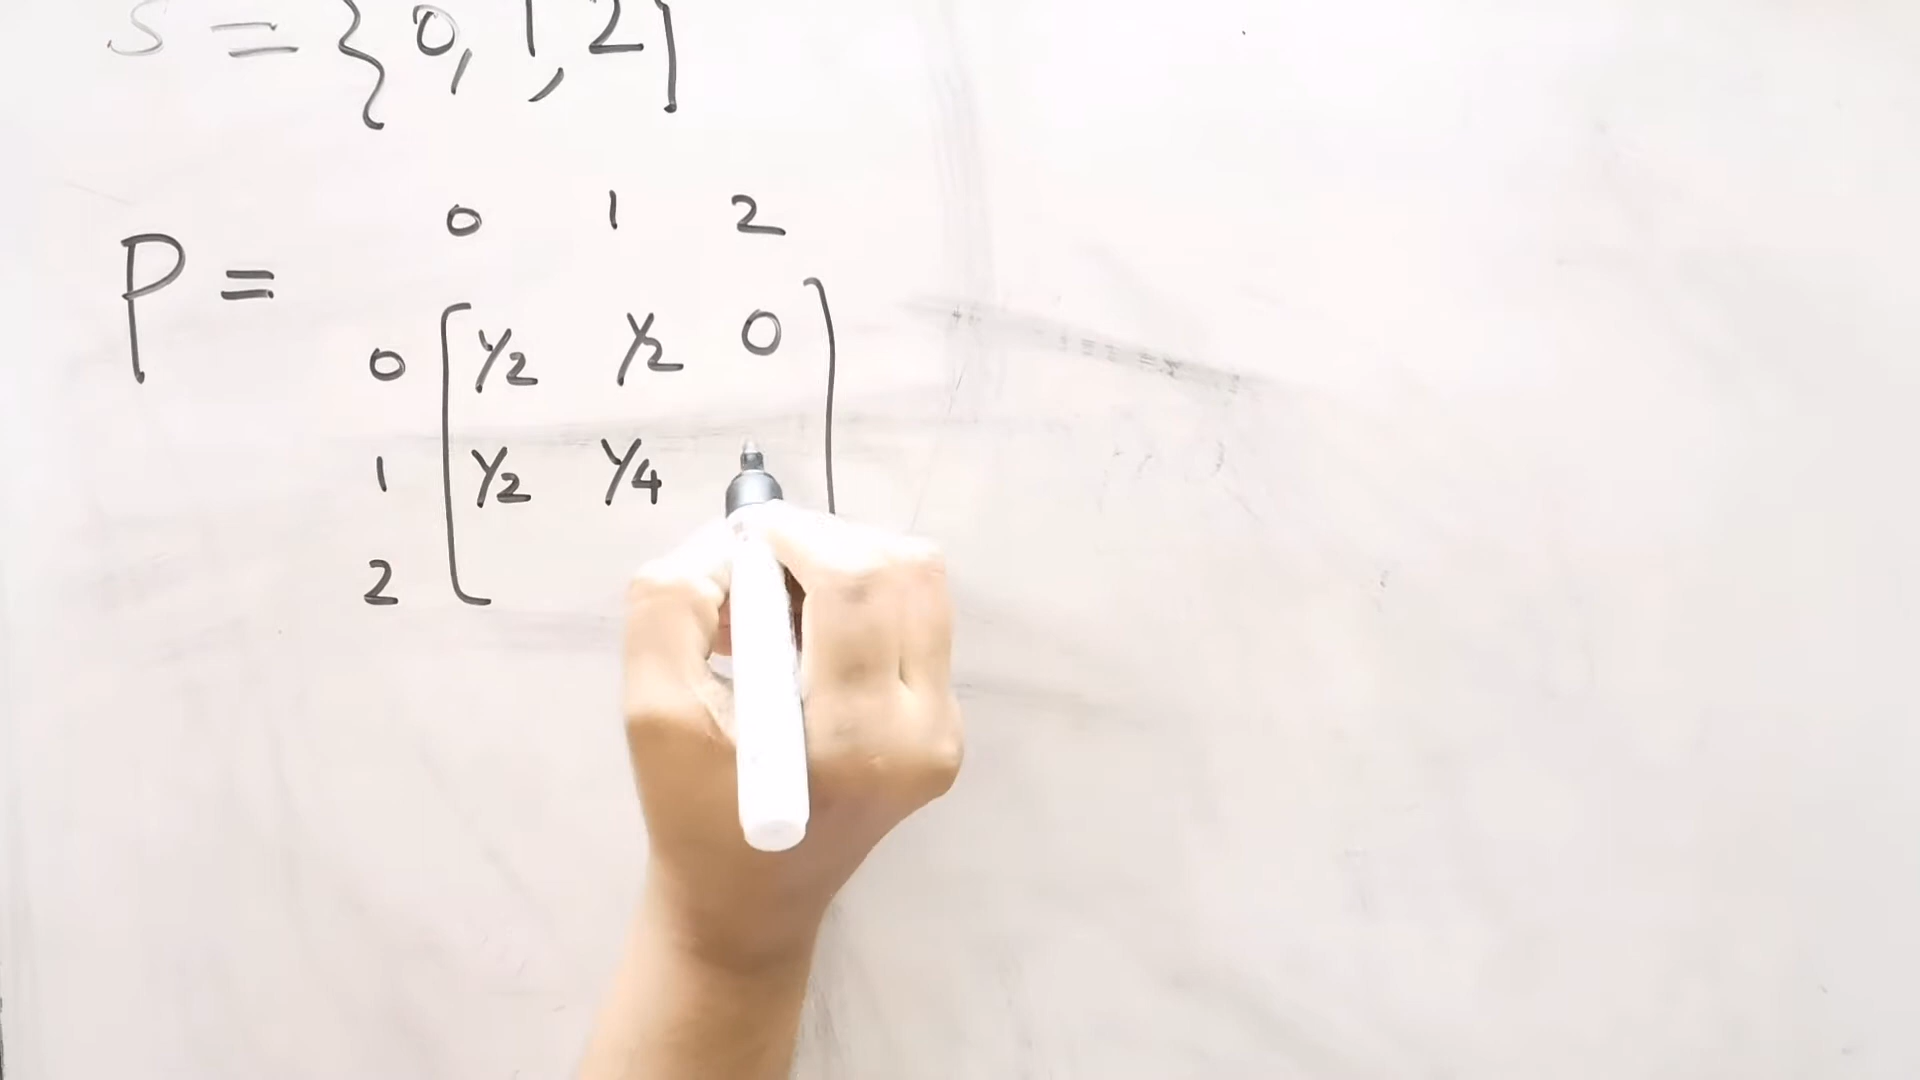 S = {0, 1, 2}
P =
0 1 2
0 [ 1/2 1/2 0 ]
1 1/2 1/4
2